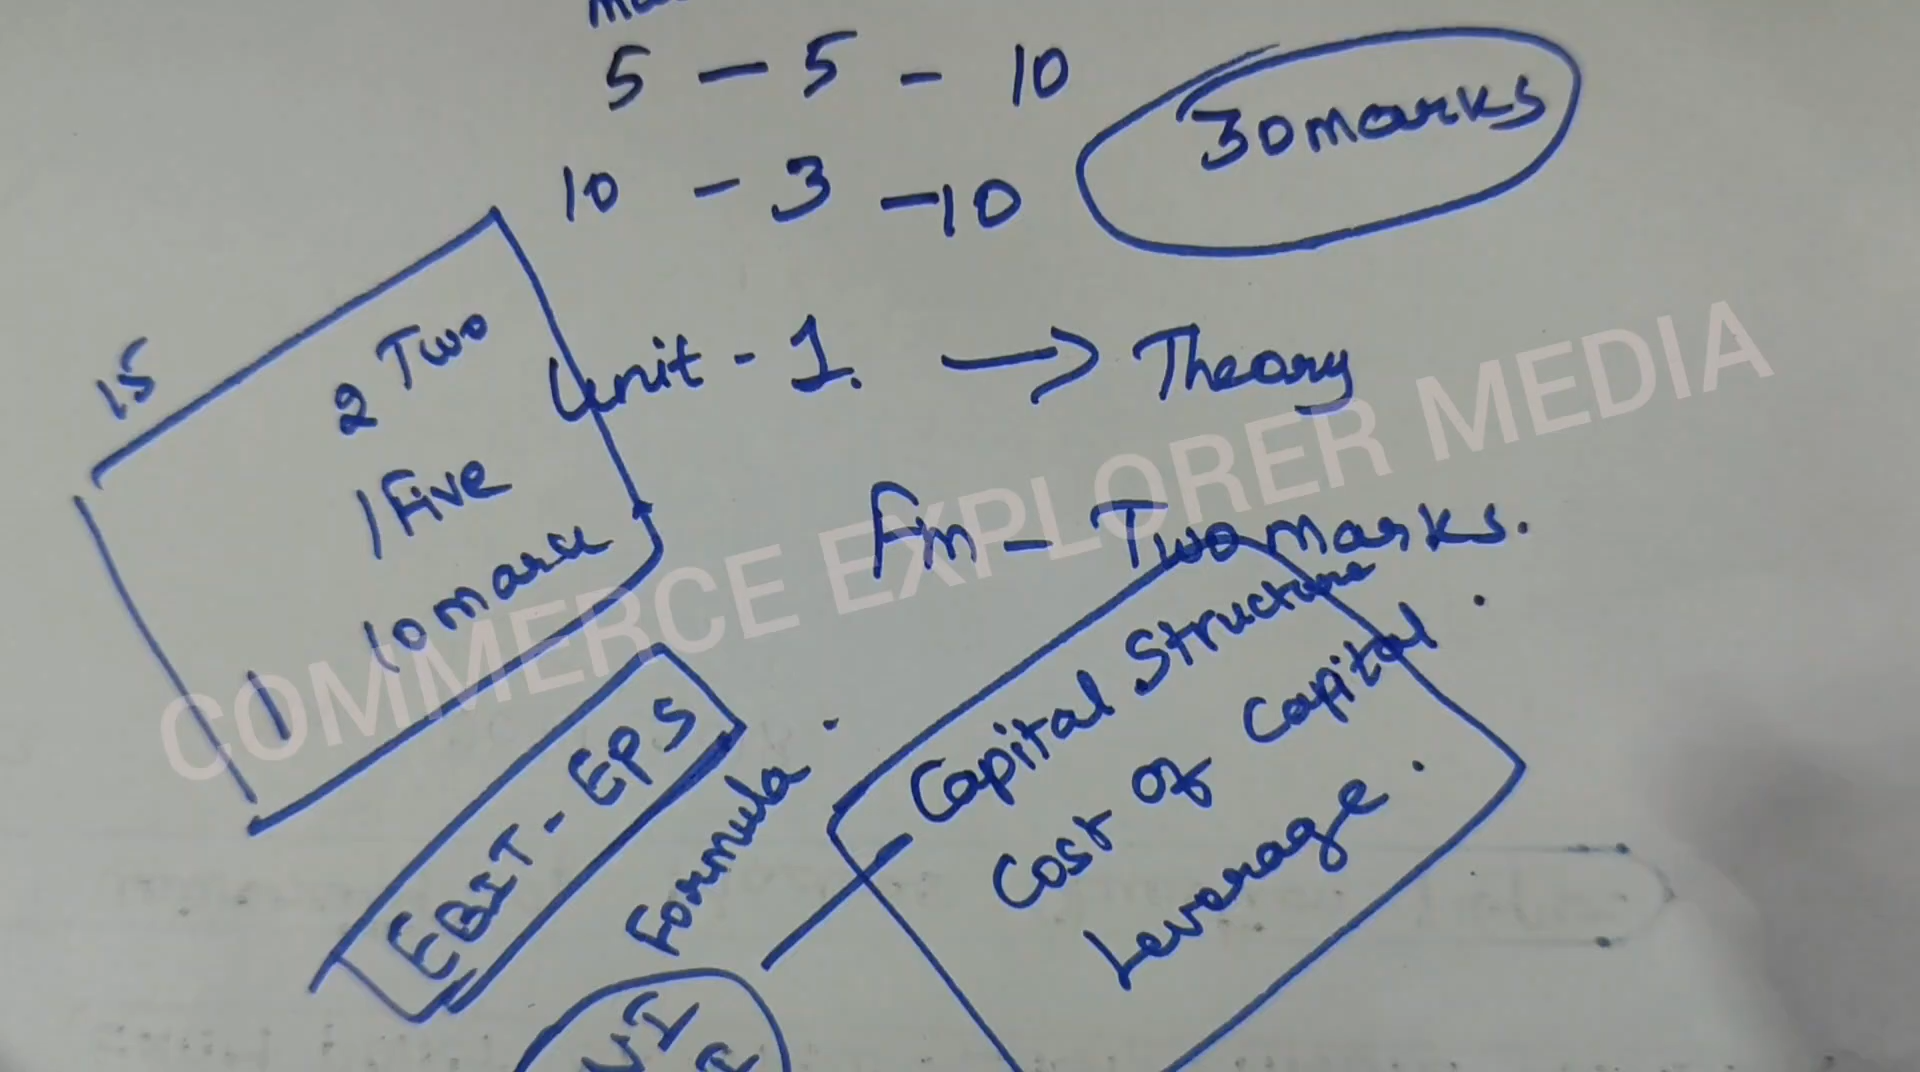 5 - 5 - 10
10 - 3 - 10
30 marks
15
2 Two
1 Five
1 10 mark
Unit - 1. → Theory
Fm - Two Marks.
Capital Structure
Cost of Capital.
Leverage.
EBIT - EPS
Formula.
COMMERCE EXPLORER MEDIA